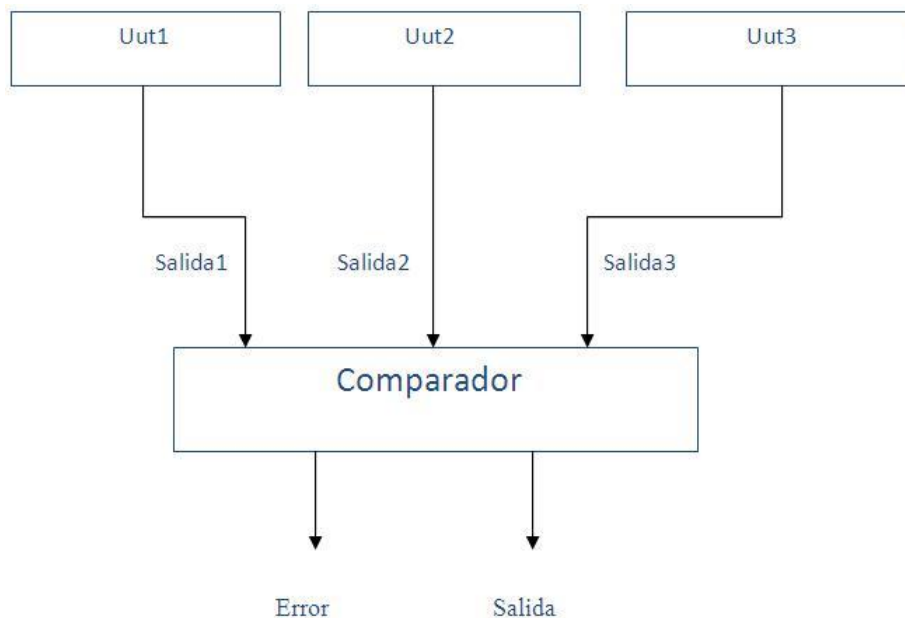 Uut1
Uut2
Uut3
Salida1
Salida2
Salida3
Comparador
Error
Salida